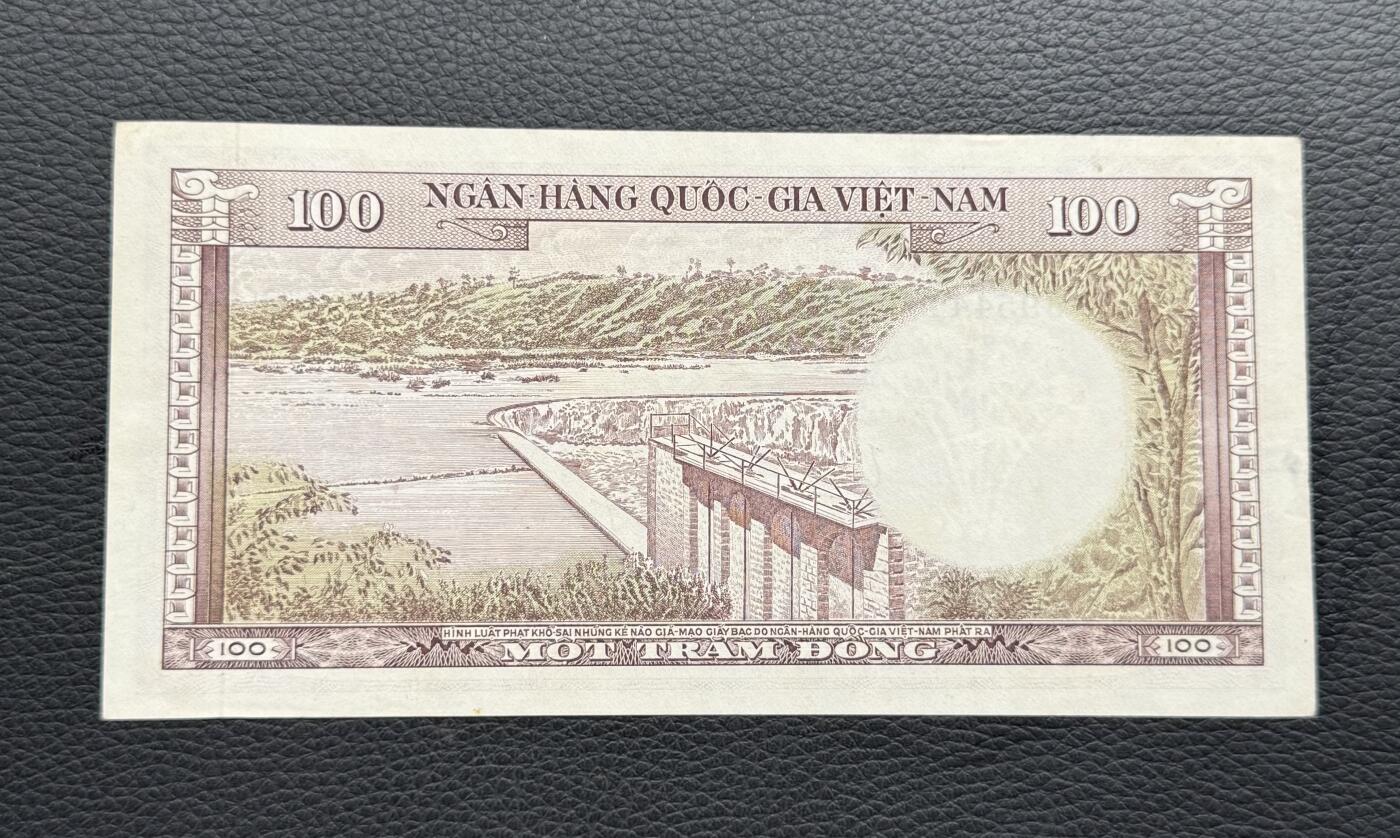 100 NGÂN-HÀNG QUỐC-GIA VIỆT-NAM 100
HÌNH LUẬT PHẠT KHỔ-SAI NHỮNG KẺ NÀO GIẢ-MẠO GIẤY BẠC DO NGÂN-HÀNG QUỐC-GIA VIỆT-NAM PHÁT RA
100 MỘT TRĂM ĐỒNG 100